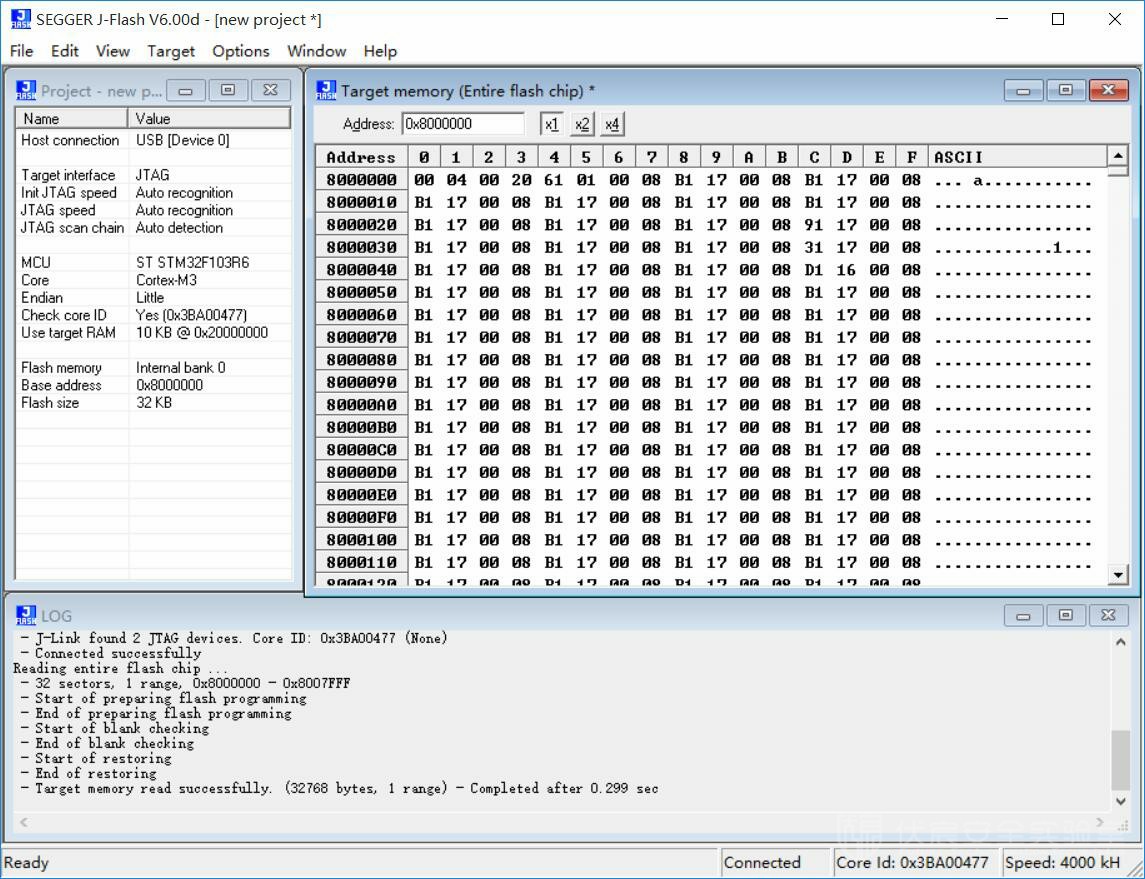 SEGGER J-Flash V6.00d - [new project *]
File Edit View Target Options Window Help
Project - new p...
Name Value
Host connection USB [Device 0]
Target interface JTAG
Init JTAG speed Auto recognition
JTAG speed Auto recognition
JTAG scan chain Auto detection
MCU ST STM32F103R6
Core Cortex-M3
Endian Little
Check core ID Yes (0x3BA00477)
Use target RAM 10 KB @ 0x20000000
Flash memory Internal bank 0
Base address 0x8000000
Flash size 32 KB
Target memory (Entire flash chip) *
Address: 0x8000000 x1 x2 x4
Address 0 1 2 3 4 5 6 7 8 9 A B C D E F ASCII
8000000 00 04 00 20 61 01 00 08 B1 17 00 08 B1 17 00 08 ... a...........
8000010 B1 17 00 08 B1 17 00 08 B1 17 00 08 B1 17 00 08 ................
8000020 B1 17 00 08 B1 17 00 08 B1 17 00 08 91 17 00 08 ................
8000030 B1 17 00 08 B1 17 00 08 B1 17 00 08 31 17 00 08 ............1...
8000040 B1 17 00 08 B1 17 00 08 B1 17 00 08 D1 16 00 08 ................
8000050 B1 17 00 08 B1 17 00 08 B1 17 00 08 B1 17 00 08 ................
8000060 B1 17 00 08 B1 17 00 08 B1 17 00 08 B1 17 00 08 ................
8000070 B1 17 00 08 B1 17 00 08 B1 17 00 08 B1 17 00 08 ................
8000080 B1 17 00 08 B1 17 00 08 B1 17 00 08 B1 17 00 08 ................
8000090 B1 17 00 08 B1 17 00 08 B1 17 00 08 B1 17 00 08 ................
80000A0 B1 17 00 08 B1 17 00 08 B1 17 00 08 B1 17 00 08 ................
80000B0 B1 17 00 08 B1 17 00 08 B1 17 00 08 B1 17 00 08 ................
80000C0 B1 17 00 08 B1 17 00 08 B1 17 00 08 B1 17 00 08 ................
80000D0 B1 17 00 08 B1 17 00 08 B1 17 00 08 B1 17 00 08 ................
80000E0 B1 17 00 08 B1 17 00 08 B1 17 00 08 B1 17 00 08 ................
80000F0 B1 17 00 08 B1 17 00 08 B1 17 00 08 B1 17 00 08 ................
8000100 B1 17 00 08 B1 17 00 08 B1 17 00 08 B1 17 00 08 ................
8000110 B1 17 00 08 B1 17 00 08 B1 17 00 08 B1 17 00 08 ................
8000120 B1 17 00 08 B1 17 00 08 B1 17 00 08 B1 17 00 08
LOG
- J-Link found 2 JTAG devices. Core ID: 0x3BA00477 (None)
- Connected successfully
Reading entire flash chip ...
- 32 sectors, 1 range, 0x8000000 - 0x8007FFF
- Start of preparing flash programming
- End of preparing flash programming
- Start of blank checking
- End of blank checking
- Start of restoring
- End of restoring
- Target memory read successfully. (32768 bytes, 1 range) - Completed after 0.299 sec
Ready Connected Core Id: 0x3BA00477 Speed: 4000 kH